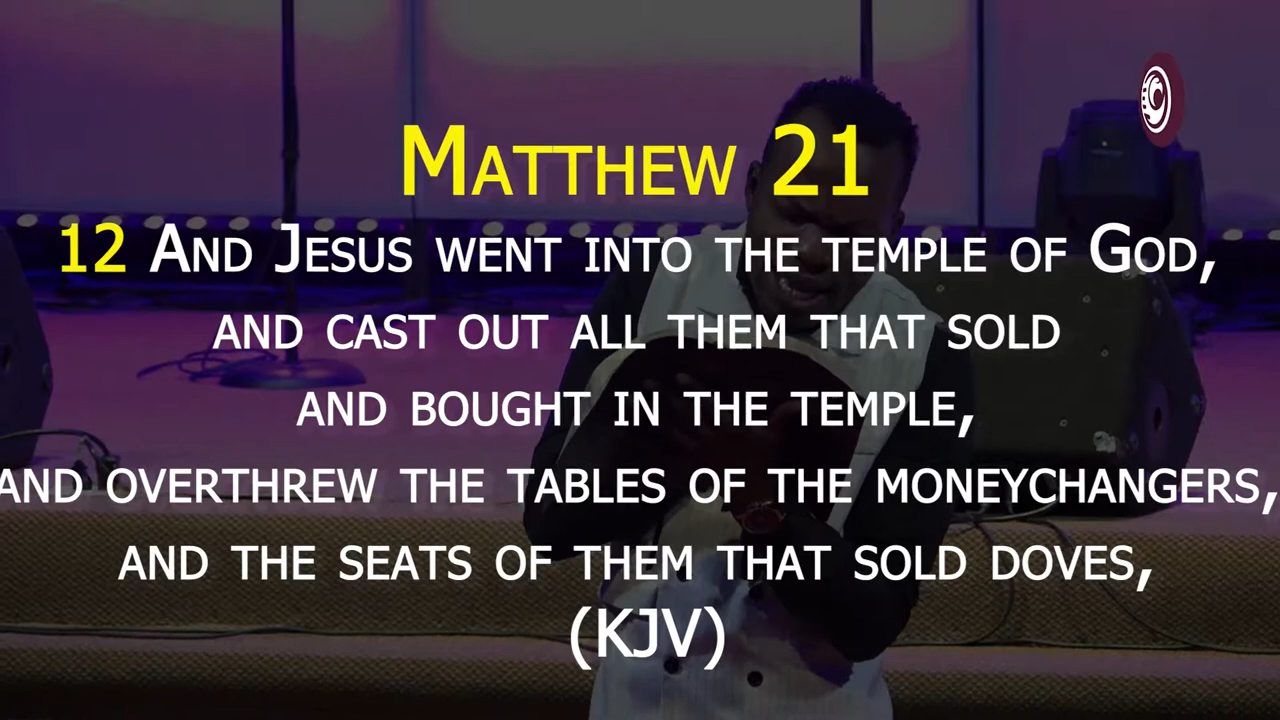 Matthew 21
12 And Jesus went into the temple of God,
and cast out all them that sold
and bought in the temple,
and overthrew the tables of the moneychangers,
and the seats of them that sold doves,
(KJV)